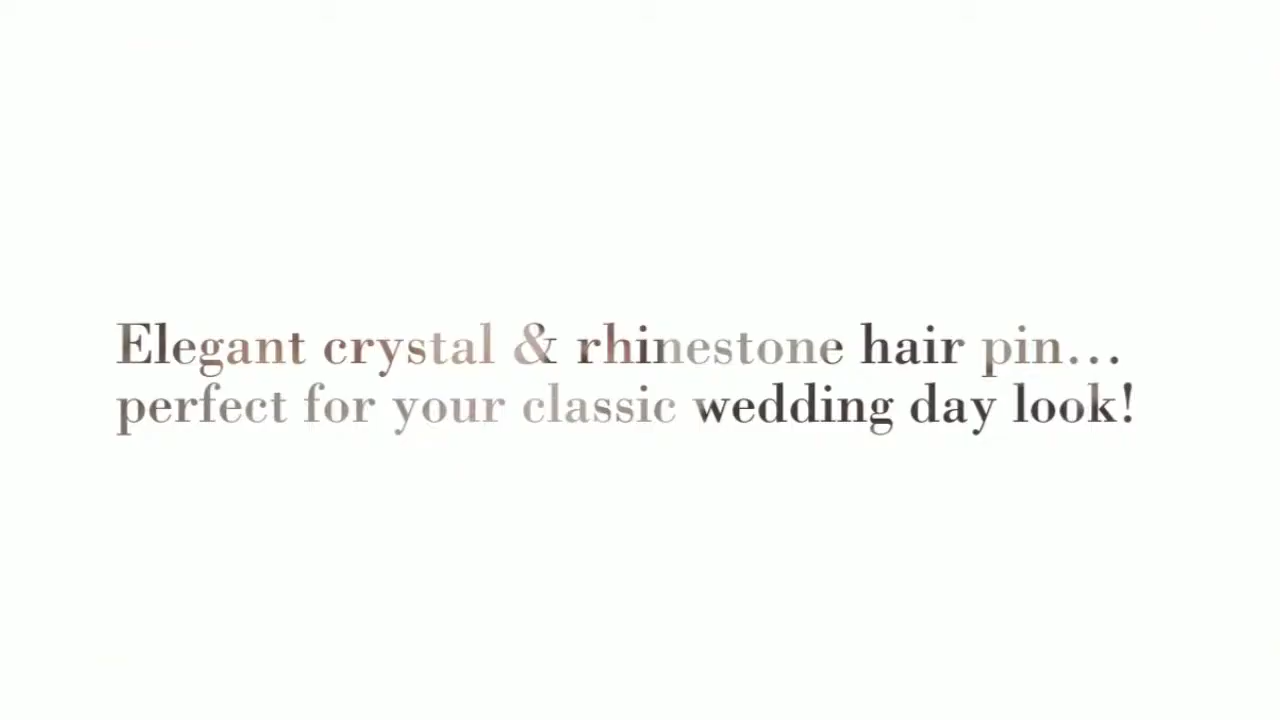 Elegant crystal & rhinestone hair pin...
perfect for your classic wedding day look!